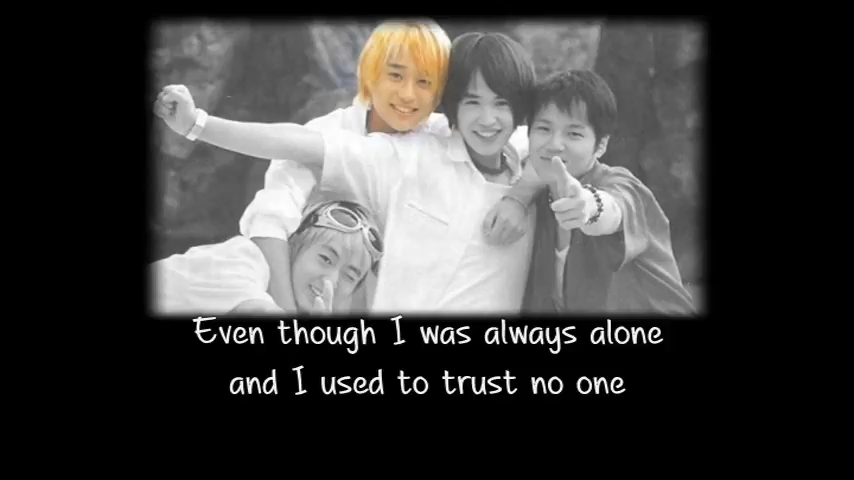 Even though I was always alone
and I used to trust no one